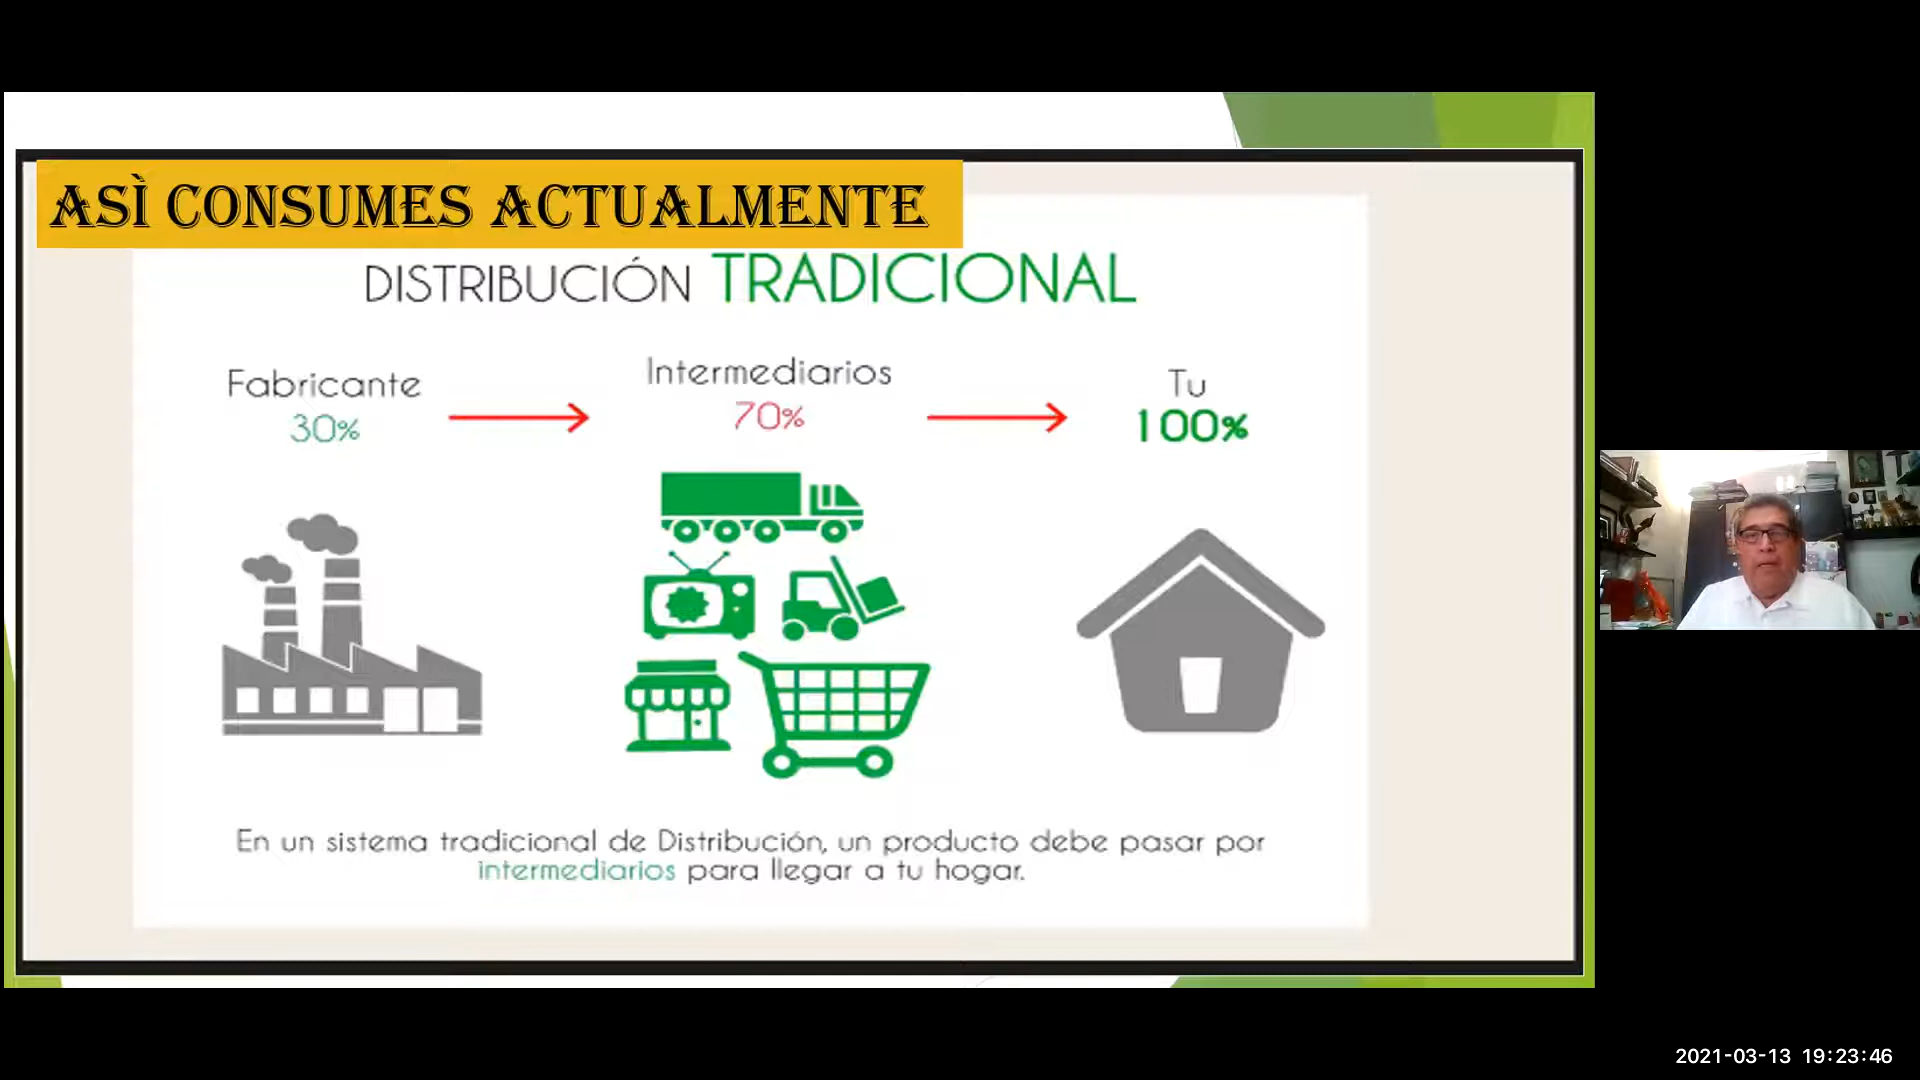 ASÌ CONSUMES ACTUALMENTE
DISTRIBUCIÓN TRADICIONAL
Fabricante
30%
Intermediarios
70%
Tu
100%
En un sistema tradicional de Distribución, un producto debe pasar por
intermediarios para llegar a tu hogar.
2021-03-13 19:23:46